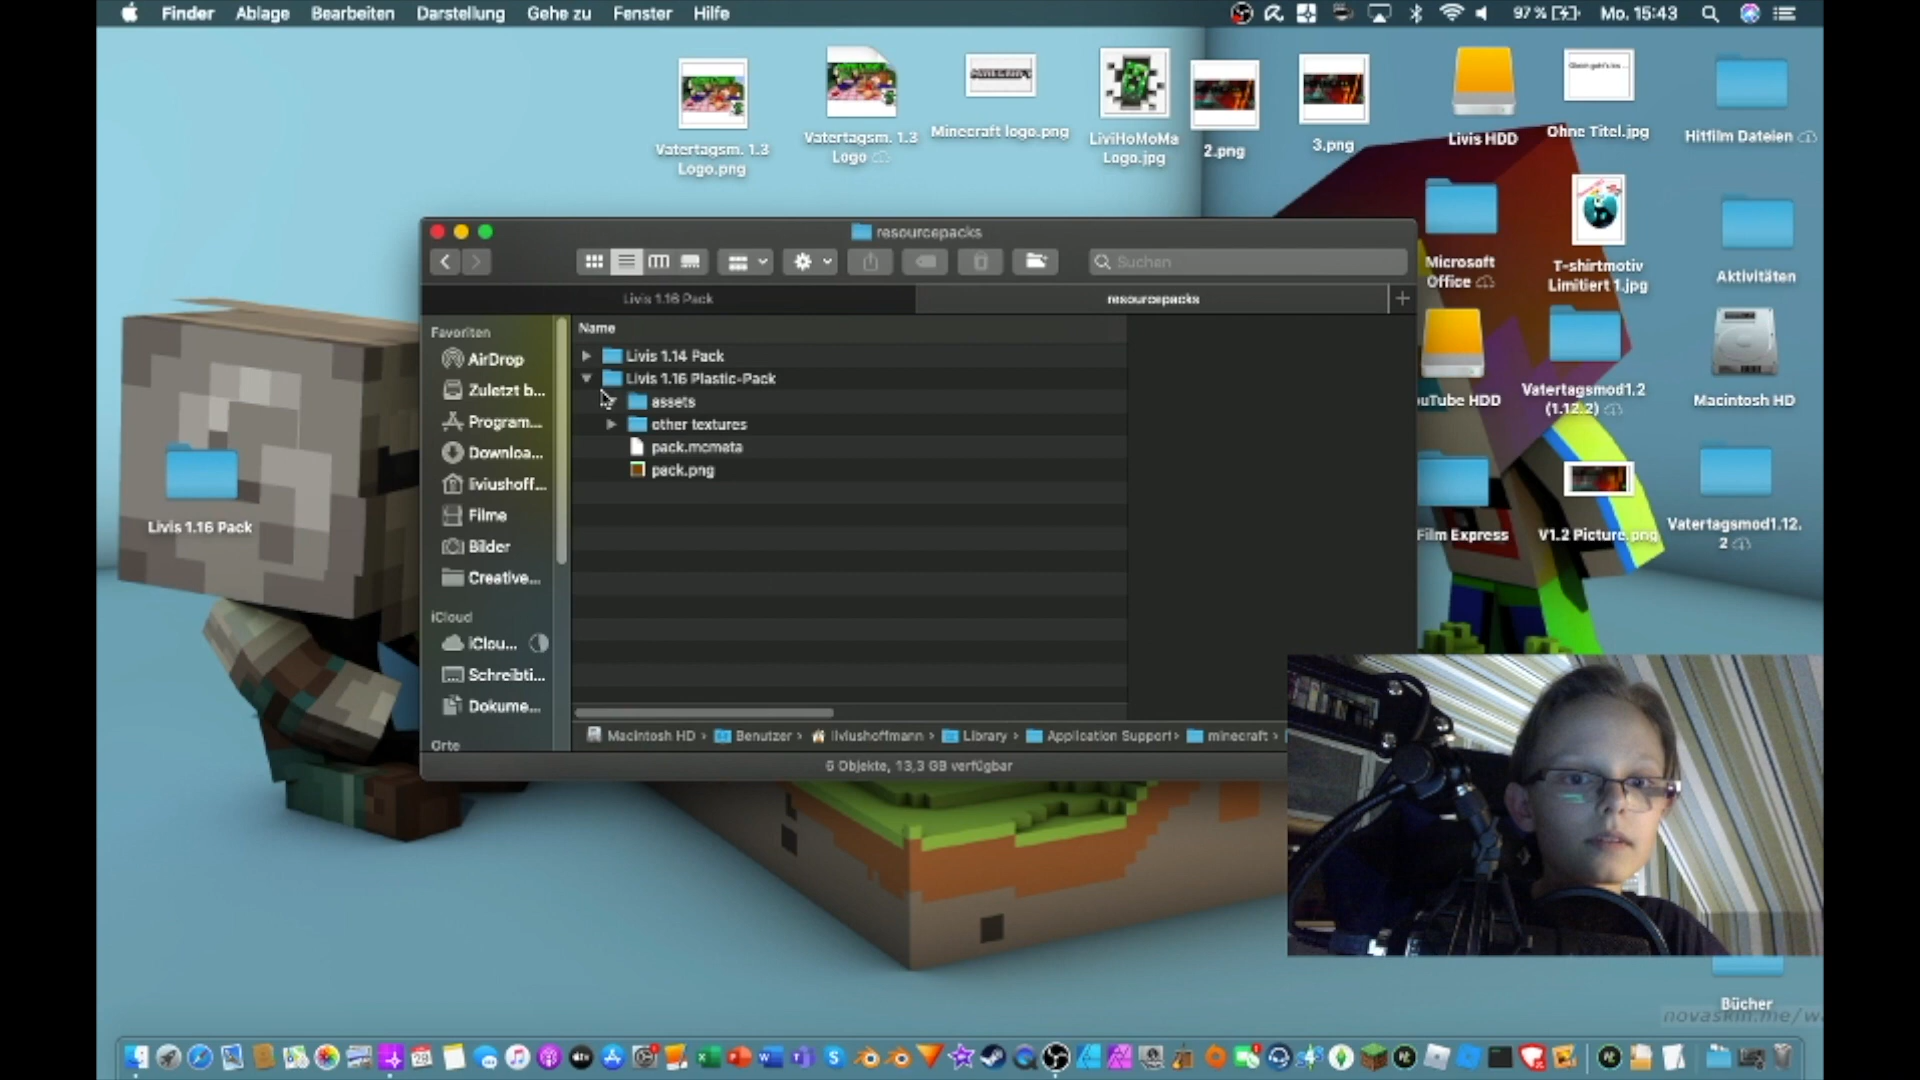 Finder Ablage Bearbeiten Darstellung Gehe zu Fenster Hilfe
97 % Mo. 15:43
Vatertagsm. 1.3
Logo.png
Vatertagsm. 1.3
Logo
MINECRAFT
Minecraft logo.png
LiviHoMoMa
Logo.jpg
2.png
3.png
Livis HDD
Ohne Titel.jpg
Hitfilm Dateien
Microsoft
Office
T-shirtmotiv
Limitiert 1.jpg
Aktivitäten
uTube HDD
Vatertagsmod1.2
(1.12.2)
Macintosh HD
Film Express
V1.2 Picture.png
Vatertagsmod1.12.
2
Bücher
Livis 1.16 Pack
resourcepacks
Suchen
Livis 1.16 Pack
resourcepacks
Favoriten
AirDrop
Zuletzt b...
Program...
Downloa...
liviushoff...
Filme
Bilder
Creative...
iCloud
iClou...
Schreibti...
Dokume...
Orte
Name
Livis 1.14 Pack
Livis 1.16 Plastic-Pack
assets
other textures
pack.mcmeta
pack.png
Macintosh HD › Benutzer › liviushoffmann › Library › Application Support › minecraft ›
6 Objekte, 13,3 GB verfügbar
novaskin.me/wa